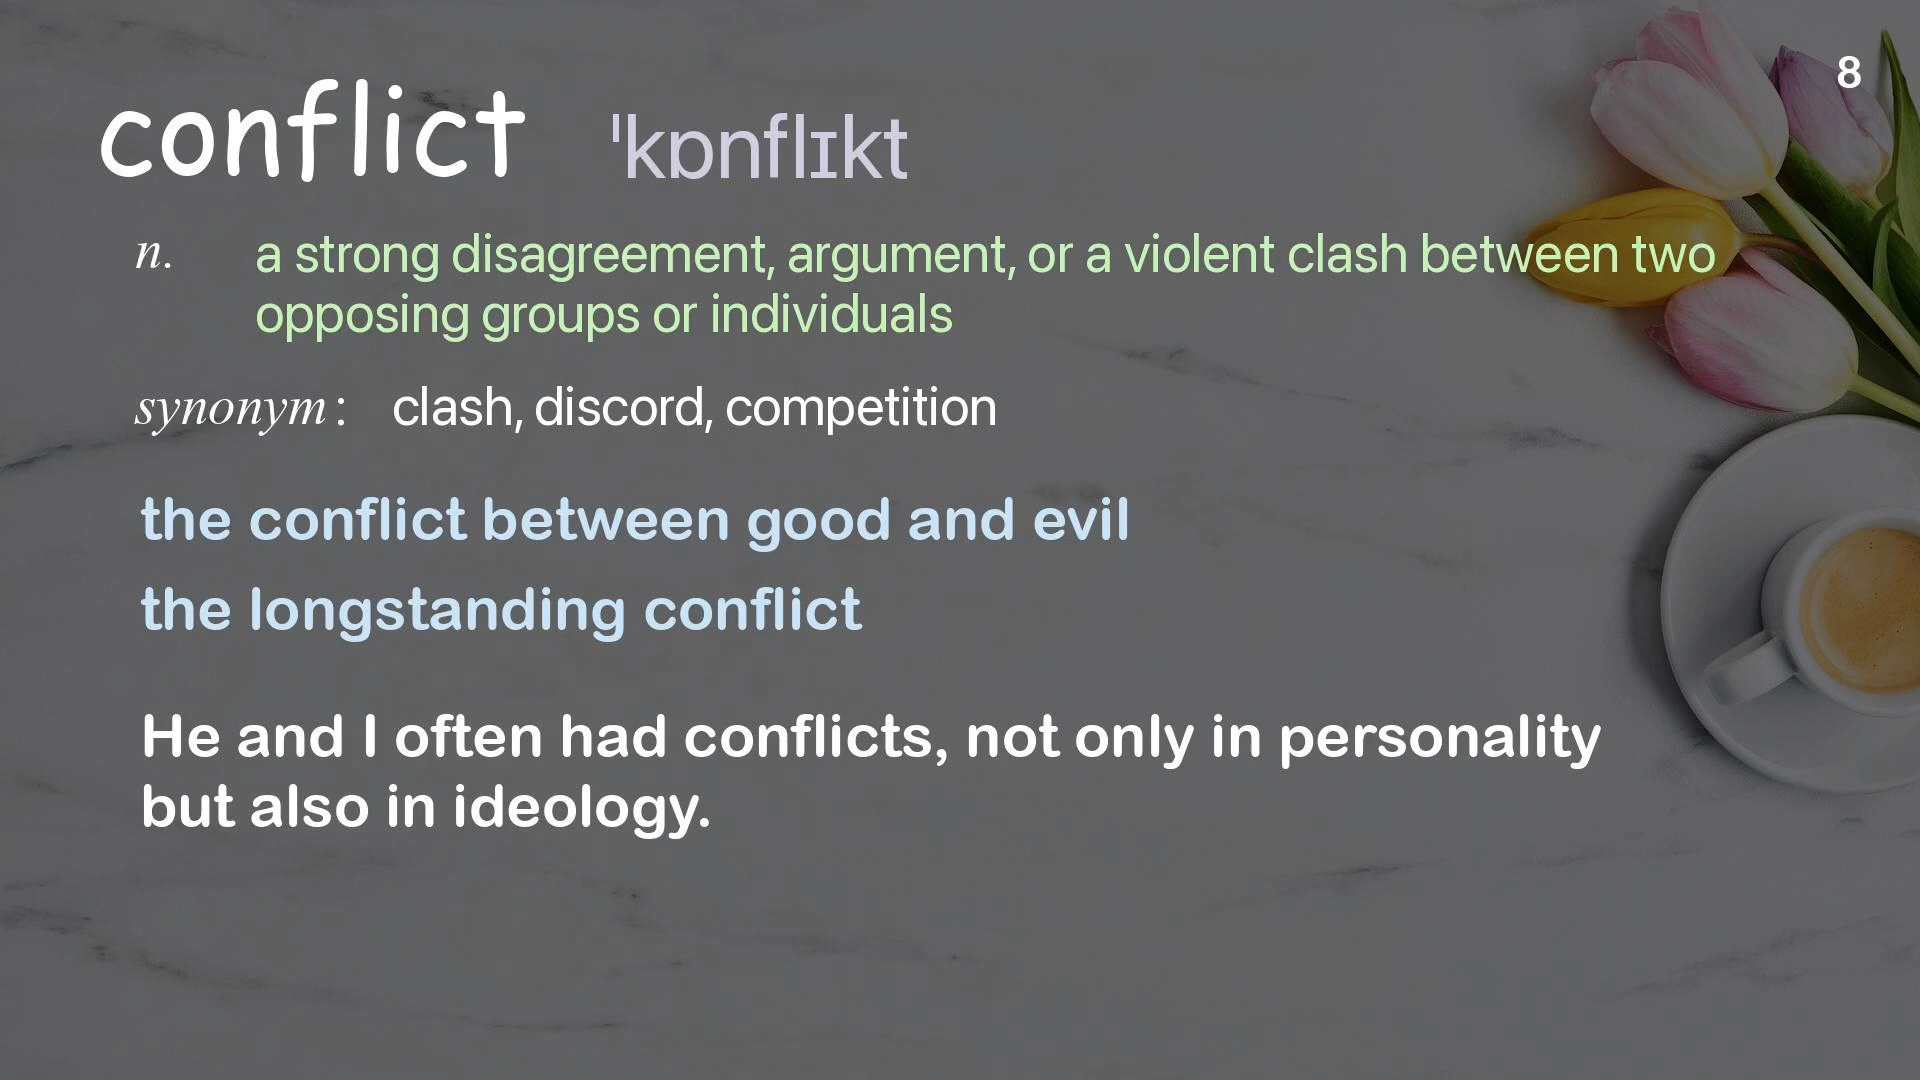 8
conflict ˈkɒnflɪkt
n. a strong disagreement, argument, or a violent clash between two
opposing groups or individuals
synonym: clash, discord, competition
the conflict between good and evil
the longstanding conflict
He and I often had conflicts, not only in personality
but also in ideology.